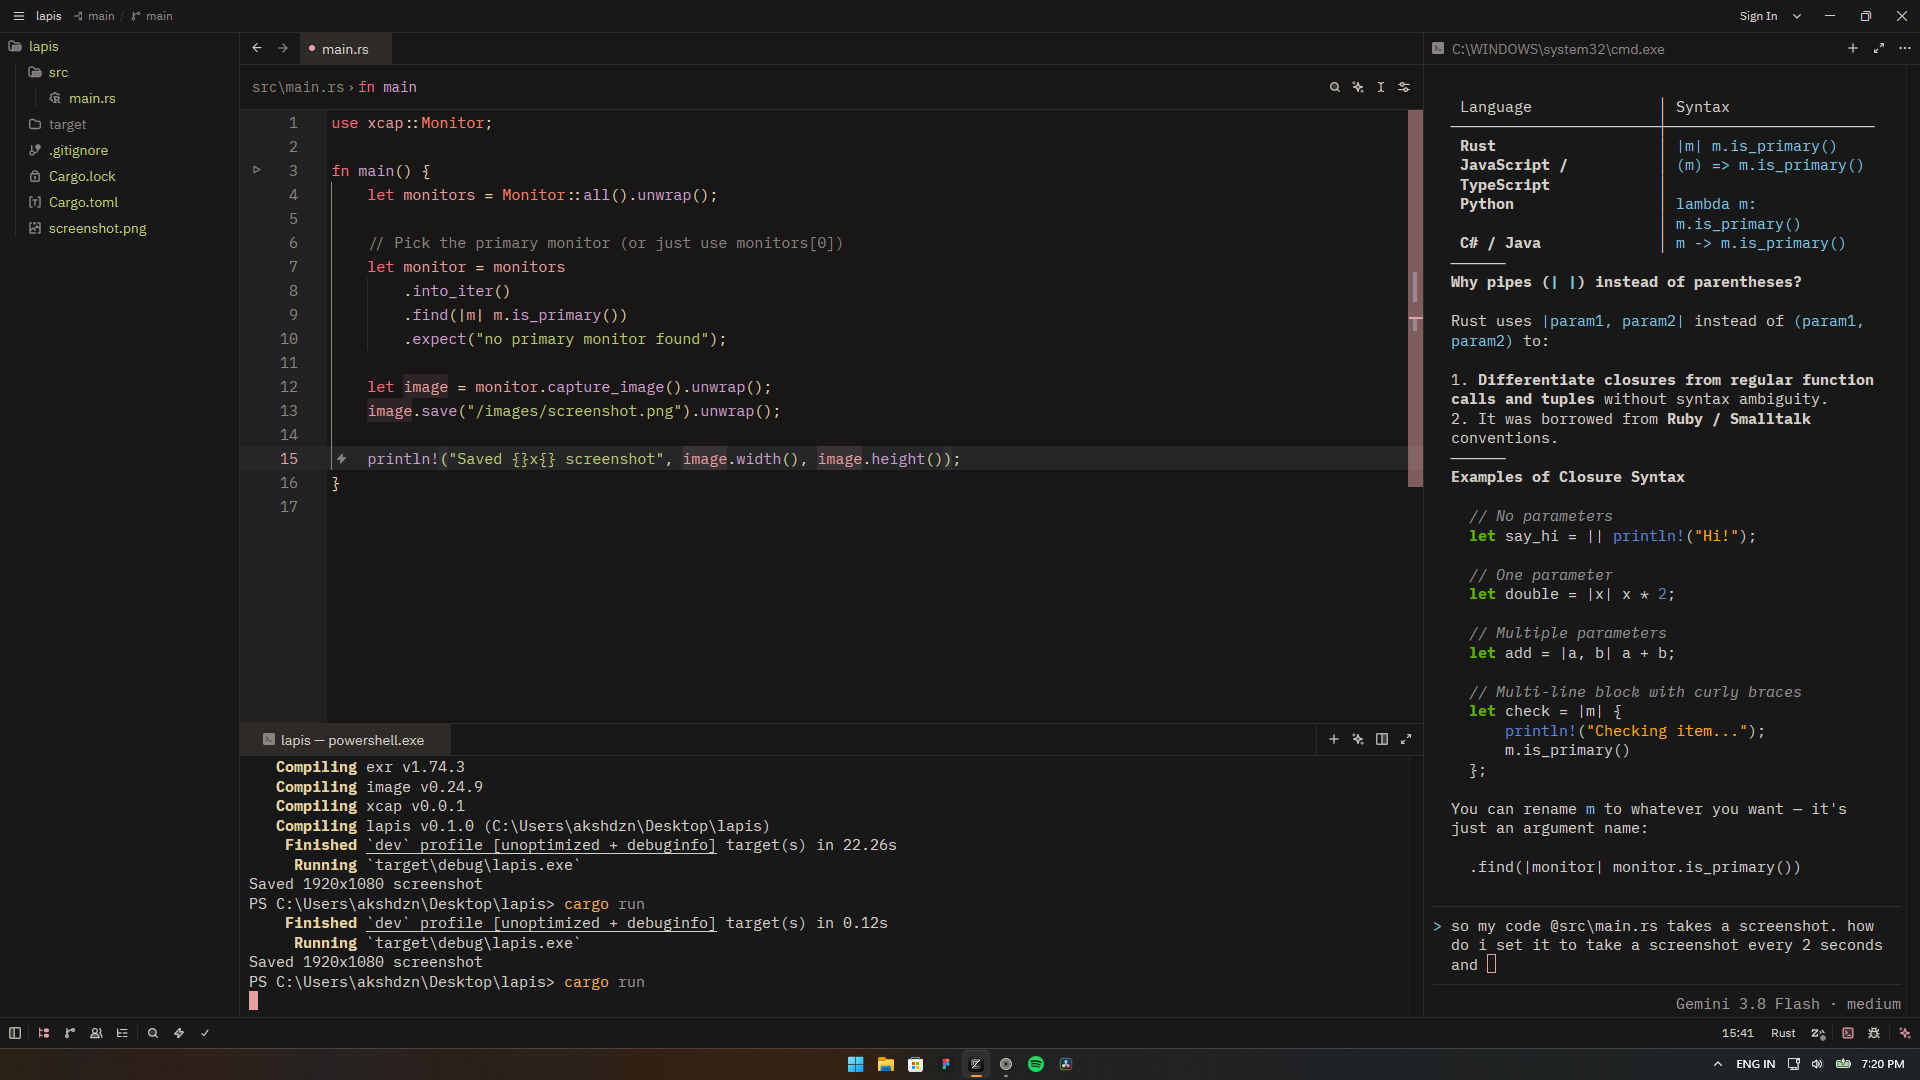 lapis main / main
Sign In
lapis
src
main.rs
target
.gitignore
Cargo.lock
Cargo.toml
screenshot.png
main.rs
src\main.rs › fn main
1 use xcap::Monitor;
2
3 fn main() {
4 let monitors = Monitor::all().unwrap();
5
6 // Pick the primary monitor (or just use monitors[0])
7 let monitor = monitors
8 .into_iter()
9 .find(|m| m.is_primary())
10 .expect("no primary monitor found");
11
12 let image = monitor.capture_image().unwrap();
13 image.save("/images/screenshot.png").unwrap();
14
15 println!("Saved {}x{} screenshot", image.width(), image.height());
16 }
17
lapis — powershell.exe
Compiling exr v1.74.3
Compiling image v0.24.9
Compiling xcap v0.0.1
Compiling lapis v0.1.0 (C:\Users\akshdzn\Desktop\lapis)
Finished `dev` profile [unoptimized + debuginfo] target(s) in 22.26s
Running `target\debug\lapis.exe`
Saved 1920x1080 screenshot
PS C:\Users\akshdzn\Desktop\lapis> cargo run
Finished `dev` profile [unoptimized + debuginfo] target(s) in 0.12s
Running `target\debug\lapis.exe`
Saved 1920x1080 screenshot
PS C:\Users\akshdzn\Desktop\lapis> cargo run
C:\WINDOWS\system32\cmd.exe
Language Syntax
Rust |m| m.is_primary()
JavaScript / (m) => m.is_primary()
TypeScript
Python lambda m:
m.is_primary()
C# / Java m -> m.is_primary()
Why pipes (| |) instead of parentheses?
Rust uses |param1, param2| instead of (param1,
param2) to:
1. Differentiate closures from regular function
calls and tuples without syntax ambiguity.
2. It was borrowed from Ruby / Smalltalk
conventions.
Examples of Closure Syntax
// No parameters
let say_hi = || println!("Hi!");
// One parameter
let double = |x| x * 2;
// Multiple parameters
let add = |a, b| a + b;
// Multi-line block with curly braces
let check = |m| {
println!("Checking item...");
m.is_primary()
};
You can rename m to whatever you want — it's
just an argument name:
.find(|monitor| monitor.is_primary())
> so my code @src\main.rs takes a screenshot. how
do i set it to take a screenshot every 2 seconds
and
Gemini 3.8 Flash · medium
15:41 Rust
ENG IN 7:20 PM